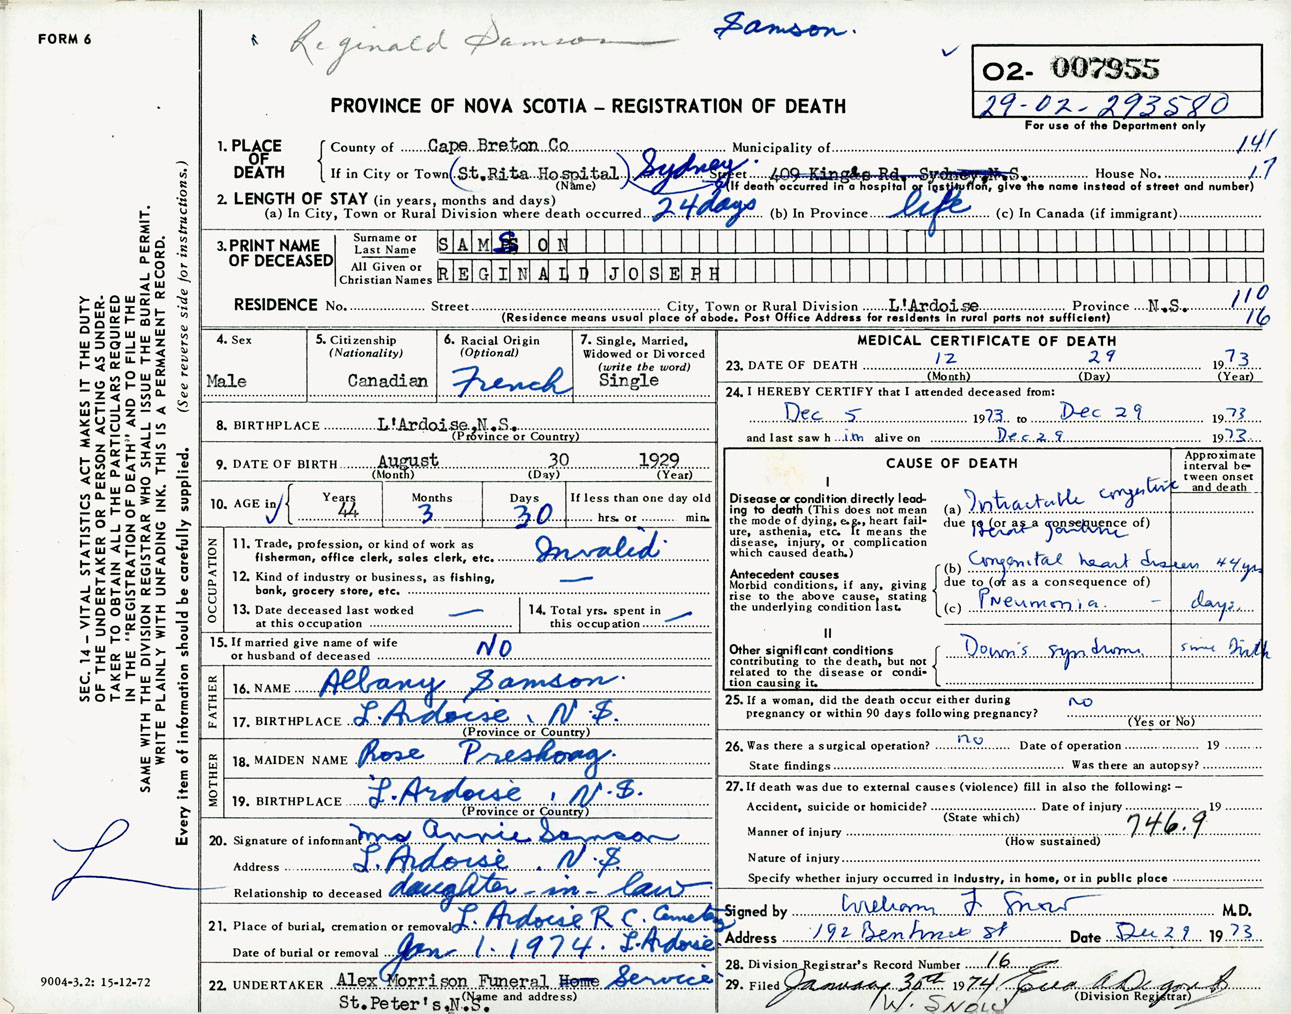 FORM 6
Reginald Samson
Samson.
O2- 007955
29-02-293580
For use of the Department only
PROVINCE OF NOVA SCOTIA – REGISTRATION OF DEATH
SEC. 14 – VITAL STATISTICS ACT MAKES IT THE DUTY
OF THE UNDERTAKER OR PERSON ACTING AS UNDER-
TAKER TO OBTAIN ALL THE PARTICULARS REQUIRED
IN THE "REGISTRATION OF DEATH" AND TO FILE THE
SAME WITH THE DIVISION REGISTRAR WHO SHALL ISSUE THE BURIAL PERMIT.
WRITE PLAINLY WITH UNFADING INK. THIS IS A PERMANENT RECORD.
Every item of information should be carefully supplied. (See reverse side for instructions.)
1. PLACE OF DEATH
County of Cape Breton Co Municipality of 141
If in City or Town (St.Rita Hospital) Sydney. Street 409 King&s Rd. Sydney,N.S. House No. 17
(Name) (If death occurred in a hospital or institution, give the name instead of street and number)
2. LENGTH OF STAY (in years, months and days)
(a) In City, Town or Rural Division where death occurred 24 days (b) In Province life (c) In Canada (if immigrant)
3. PRINT NAME OF DECEASED
Surname or Last Name SAMSON
All Given or Christian Names REGINALD JOSEPH
RESIDENCE No. Street City, Town or Rural Division L'Ardoise Province N.S. 110
(Residence means usual place of abode. Post Office Address for residents in rural parts not sufficient) 16
4. Sex
Male
5. Citizenship
(Nationality)
Canadian
6. Racial Origin
(Optional)
French
7. Single, Married,
Widowed or Divorced
(write the word)
Single
8. BIRTHPLACE L'Ardoise,N.S.
(Province or Country)
9. DATE OF BIRTH August 30 1929
(Month) (Day) (Year)
10. AGE in
Years Months Days If less than one day old
44 3 30 hrs. or min.
OCCUPATION
11. Trade, profession, or kind of work as
fisherman, office clerk, sales clerk, etc. Invalid
12. Kind of industry or business, as fishing,
bank, grocery store, etc. —
13. Date deceased last worked
at this occupation —
14. Total yrs. spent in
this occupation —
15. If married give name of wife
or husband of deceased NO
FATHER
16. NAME Albany Samson.
17. BIRTHPLACE L.Ardoise, N.S.
(Province or Country)
MOTHER
18. MAIDEN NAME Rose Preshong.
19. BIRTHPLACE L.Ardoise, N.S.
(Province or Country)
20. Signature of informant Mrs Annie Samson
Address L.Ardoise. N.S
Relationship to deceased daughter-in-law
21. Place of burial, cremation or removal L.Ardoise R C. Cemetery
Date of burial or removal Jan 1. 1974. L.Ardoise.
22. UNDERTAKER Alex Morrison Funeral Home Service
(Name and address)
St.Peter's,N.S.
MEDICAL CERTIFICATE OF DEATH
23. DATE OF DEATH 12 29 1973
(Month) (Day) (Year)
24. I HEREBY CERTIFY that I attended deceased from:
Dec 5 1973 to Dec 29 1973
and last saw h im alive on Dec 29 1973.
CAUSE OF DEATH
Approximate
interval be-
tween onset
and death
I
Disease or condition directly lead-
ing to death (This does not mean
the mode of dying, e.g., heart fail-
ure, asthenia, etc. It means the
disease, injury, or complication
which caused death.)
(a) Intractable congestive
due to (or as a consequence of)
Heart failure
Antecedent causes
Morbid conditions, if any, giving
rise to the above cause, stating
the underlying condition last.
(b) Congenital heart disease 44 yrs
due to (or as a consequence of)
(c) Pneumonia. – days.
II
Other significant conditions
contributing to the death, but not
related to the disease or condi-
tion causing it.
Down's syndrome since Birth
25. If a woman, did the death occur either during
pregnancy or within 90 days following pregnancy? no
(Yes or No)
26. Was there a surgical operation? no Date of operation 19
State findings Was there an autopsy?
27. If death was due to external causes (violence) fill in also the following: –
Accident, suicide or homicide? Date of injury 19
(State which)
Manner of injury 746.9
(How sustained)
Nature of injury
Specify whether injury occurred in industry, in home, or in public place
Signed by William F Snow M.D.
Address 192 Bentinck St Date Dec 29 1973.
28. Division Registrar's Record Number 16
29. Filed January 30th 1974
(Division Registrar)
W. SNOW
9004-3.2: 15-12-72